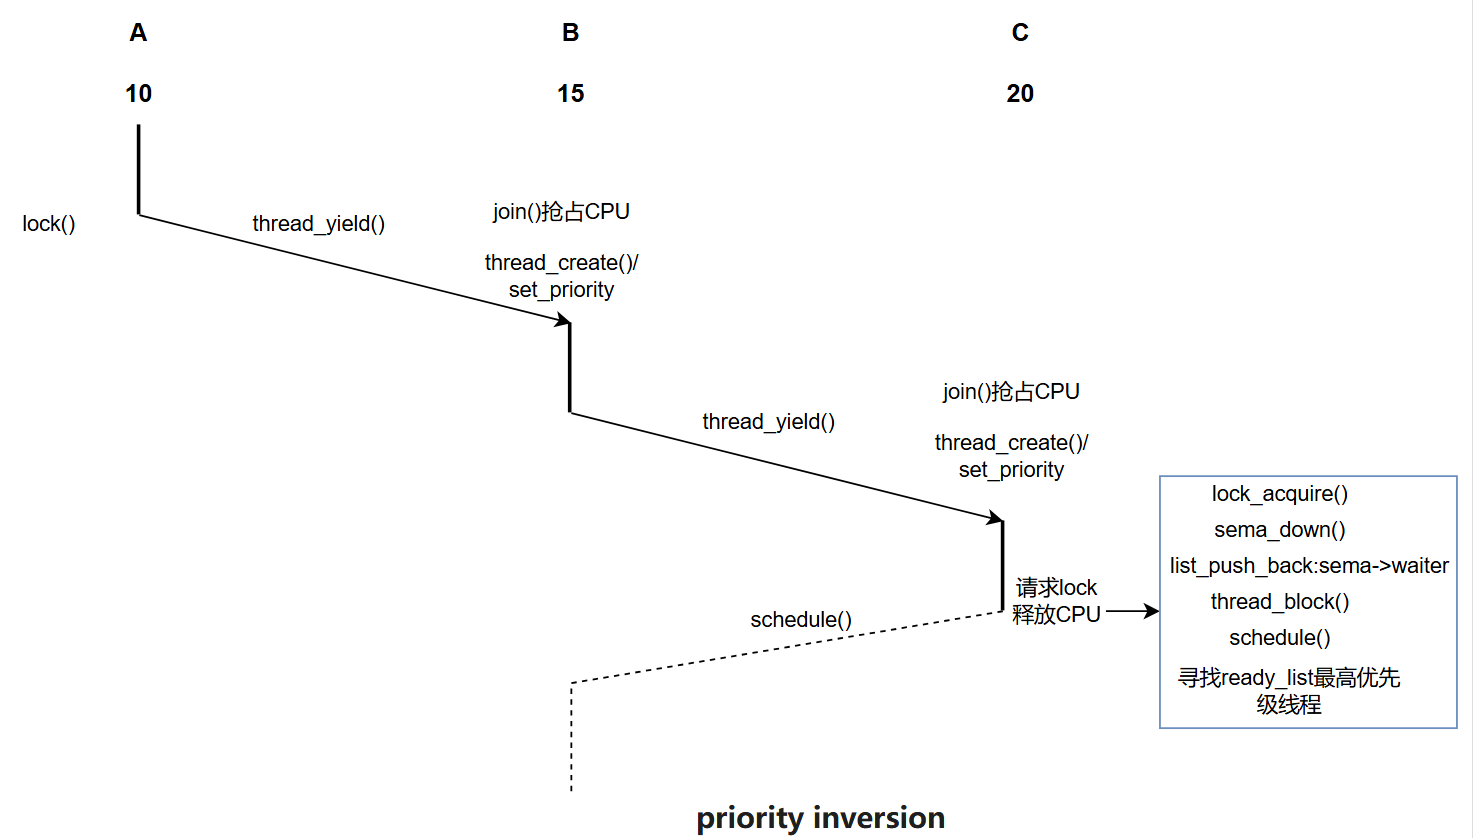 A
B
C
10
15
20
lock()
thread_yield()
join()抢占CPU
thread_create()/
set_priority
thread_yield()
join()抢占CPU
thread_create()/
set_priority
schedule()
请求lock
释放CPU
lock_acquire()
sema_down()
list_push_back:sema->waiter
thread_block()
schedule()
寻找ready_list最高优先
级线程
priority inversion